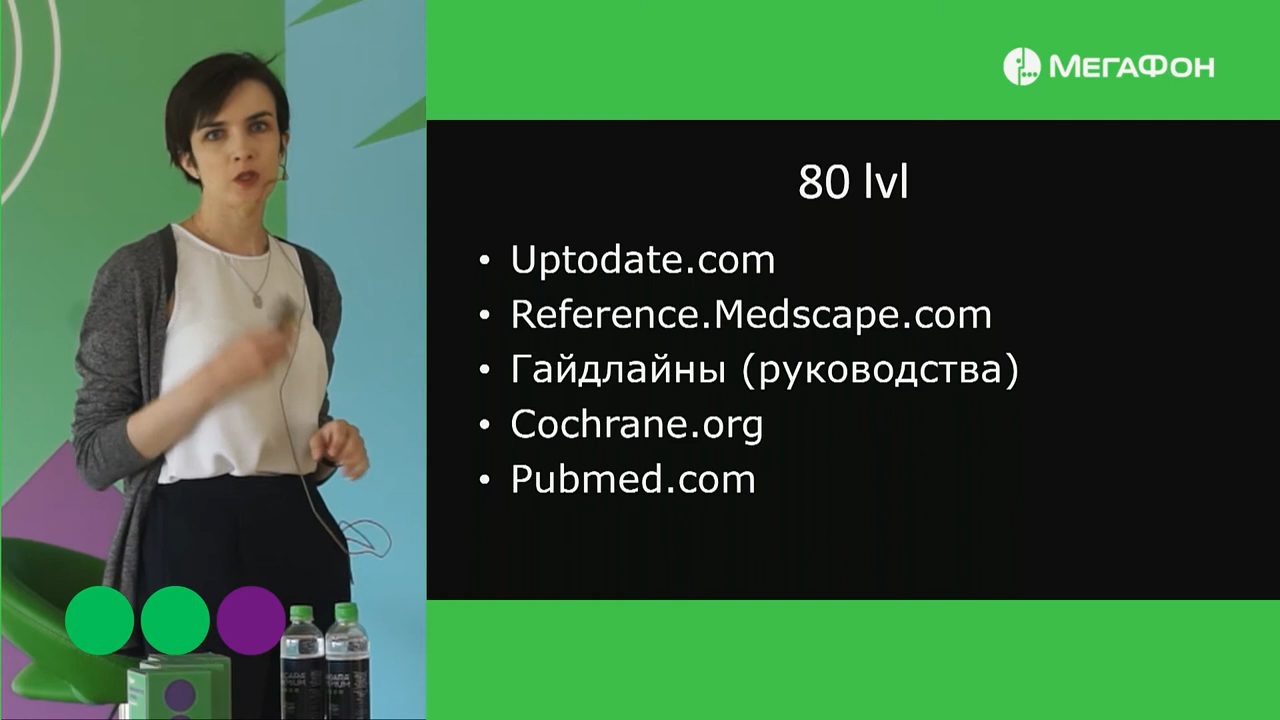 МЕГАФОН
80 lvl
• Uptodate.com
• Reference.Medscape.com
• Гайдлайны (руководства)
• Cochrane.org
• Pubmed.com